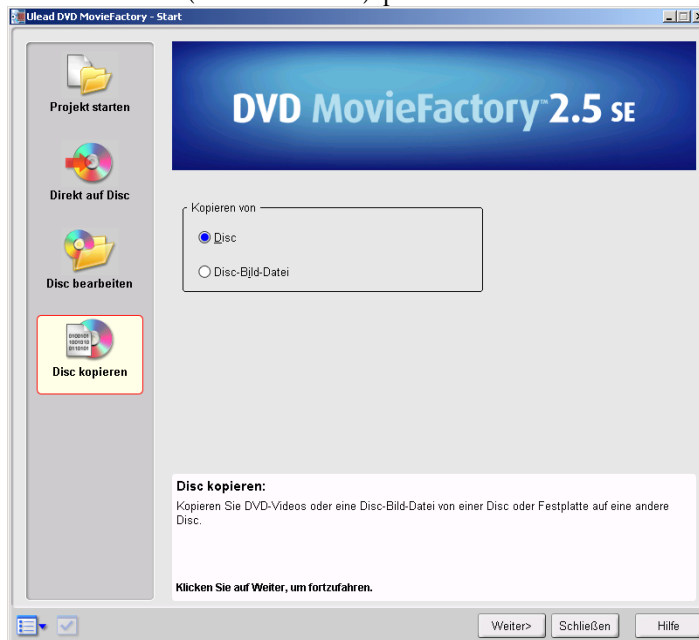 Ulead DVD MovieFactory - Start
Projekt starten
Direkt auf Disc
Disc bearbeiten
Disc kopieren
DVD MovieFactory™2.5 SE
Kopieren von
Disc
Disc-Bild-Datei
Disc kopieren:
Kopieren Sie DVD-Videos oder eine Disc-Bild-Datei von einer Disc oder Festplatte auf eine andere
Disc.
Klicken Sie auf Weiter, um fortzufahren.
Weiter>
Schließen
Hilfe